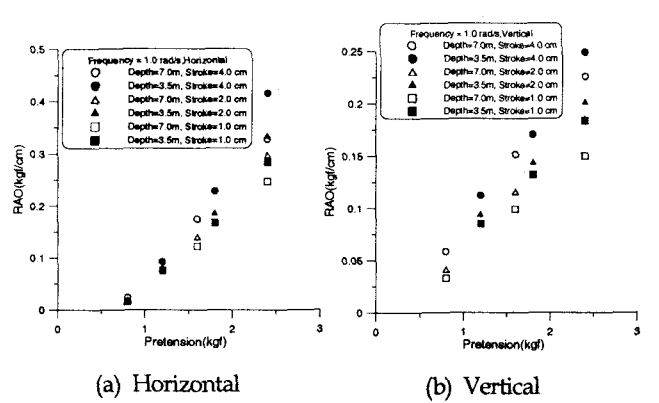 0.5
0.4
0.3
0.2
0.1
0
RAO(kgf/cm)
Frequency = 1.0 rad/s,Horizontal
Depth=7.0m, Stroke=4.0 cm
Depth=3.5m, Stroke=4.0 cm
Depth=7.0m, Stroke=2.0 cm
Depth=3.5m, Stroke=2.0 cm
Depth=7.0m, Stroke=1.0 cm
Depth=3.5m, Stroke=1.0 cm
0 1 2 3
Pretension(kgf)
(a) Horizontal
0.25
0.2
0.15
0.1
0.05
0
RAO(kgf/cm)
Frequency = 1.0 rad/s,Vertical
Depth=7.0m, Stroke=4.0 cm
Depth=3.5m, Stroke=4.0 cm
Depth=7.0m, Stroke=2.0 cm
Depth=3.5m, Stroke=2.0 cm
Depth=7.0m, Stroke=1.0 cm
Depth=3.5m, Stroke=1.0 cm
0 1 2 3
Pretension(kgf)
(b) Vertical